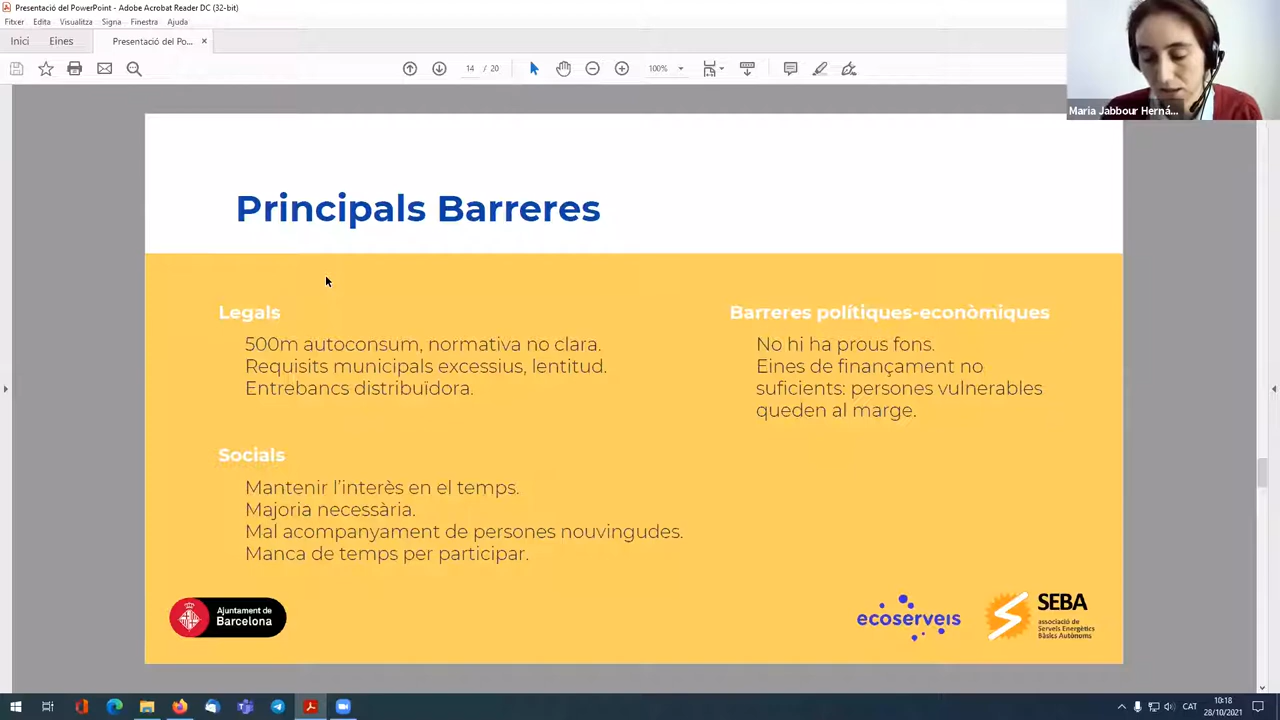 Presentació del PowerPoint - Adobe Acrobat Reader DC (32-bit)
Fitxer Edita Visualitza Signa Finestra Ajuda
Inici Eines Presentació del Po... ×
14 / 20 100%
Maria Jabbour Herná...
Principals Barreres
Legals
500m autoconsum, normativa no clara.
Requisits municipals excessius, lentitud.
Entrebancs distribuïdora.
Barreres polítiques-econòmiques
No hi ha prous fons.
Eines de finançament no
suficients: persones vulnerables
queden al marge.
Socials
Mantenir l’interès en el temps.
Majoria necessària.
Mal acompanyament de persones nouvingudes.
Manca de temps per participar.
Ajuntament de
Barcelona
ecoserveis
SEBA
associació de
Serveis Energètics
Bàsics Autònoms
CAT
10:18
28/10/2021